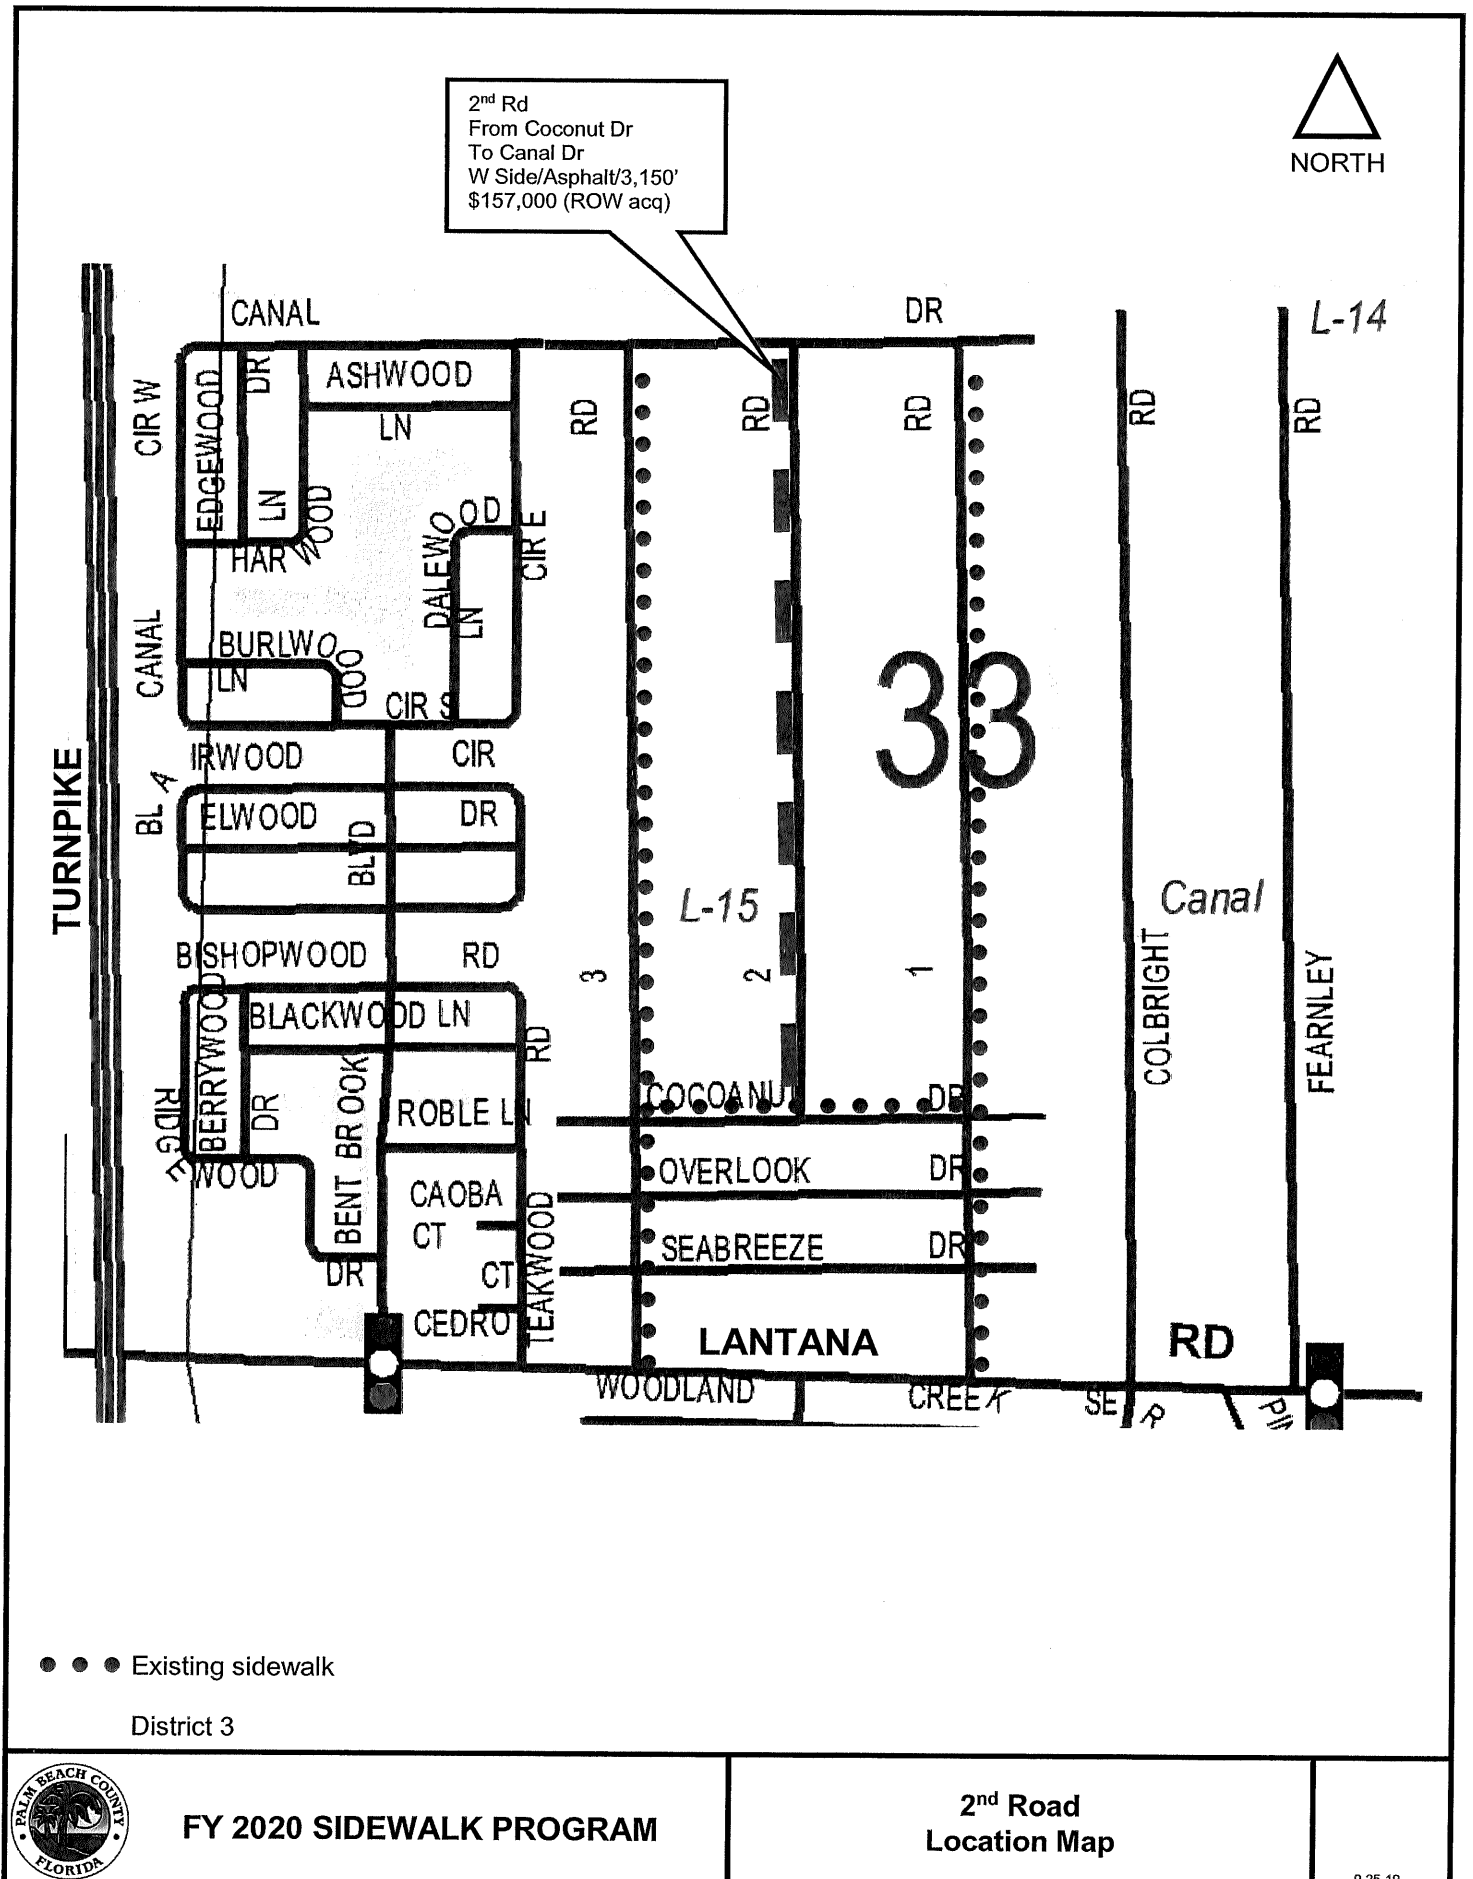 2nd Rd
From Coconut Dr
To Canal Dr
W Side/Asphalt/3,150'
$157,000 (ROW acq)
NORTH
CANAL
DR
L-14
CIR W
EDGEWOOD
DR
ASHWOOD
LN
LN
HARWOOD
DALEWOOD
LN
CIR E
RD
RD
RD
RD
RD
CANAL
BURLWOOD
LN
CIR S
33
TURNPIKE
BLA
IRWOOD
CIR
ELWOOD
DR
BLVD
L-15
Canal
BISHOPWOOD
RD
3
2
1
COLBRIGHT
FEARNLEY
BERRYWOOD
DR
BLACKWOOD LN
RD
BENT BROOK
RIDGEWOOD
DR
ROBLE LN
COCOANUT
DR
OVERLOOK
DR
CAOBA
CT
TEAKWOOD
SEABREEZE
DR
CT
CEDRO
LANTANA
RD
WOODLAND
CREEK
SE R
Existing sidewalk
District 3
PALM BEACH COUNTY
FLORIDA
FY 2020 SIDEWALK PROGRAM
2nd Road
Location Map